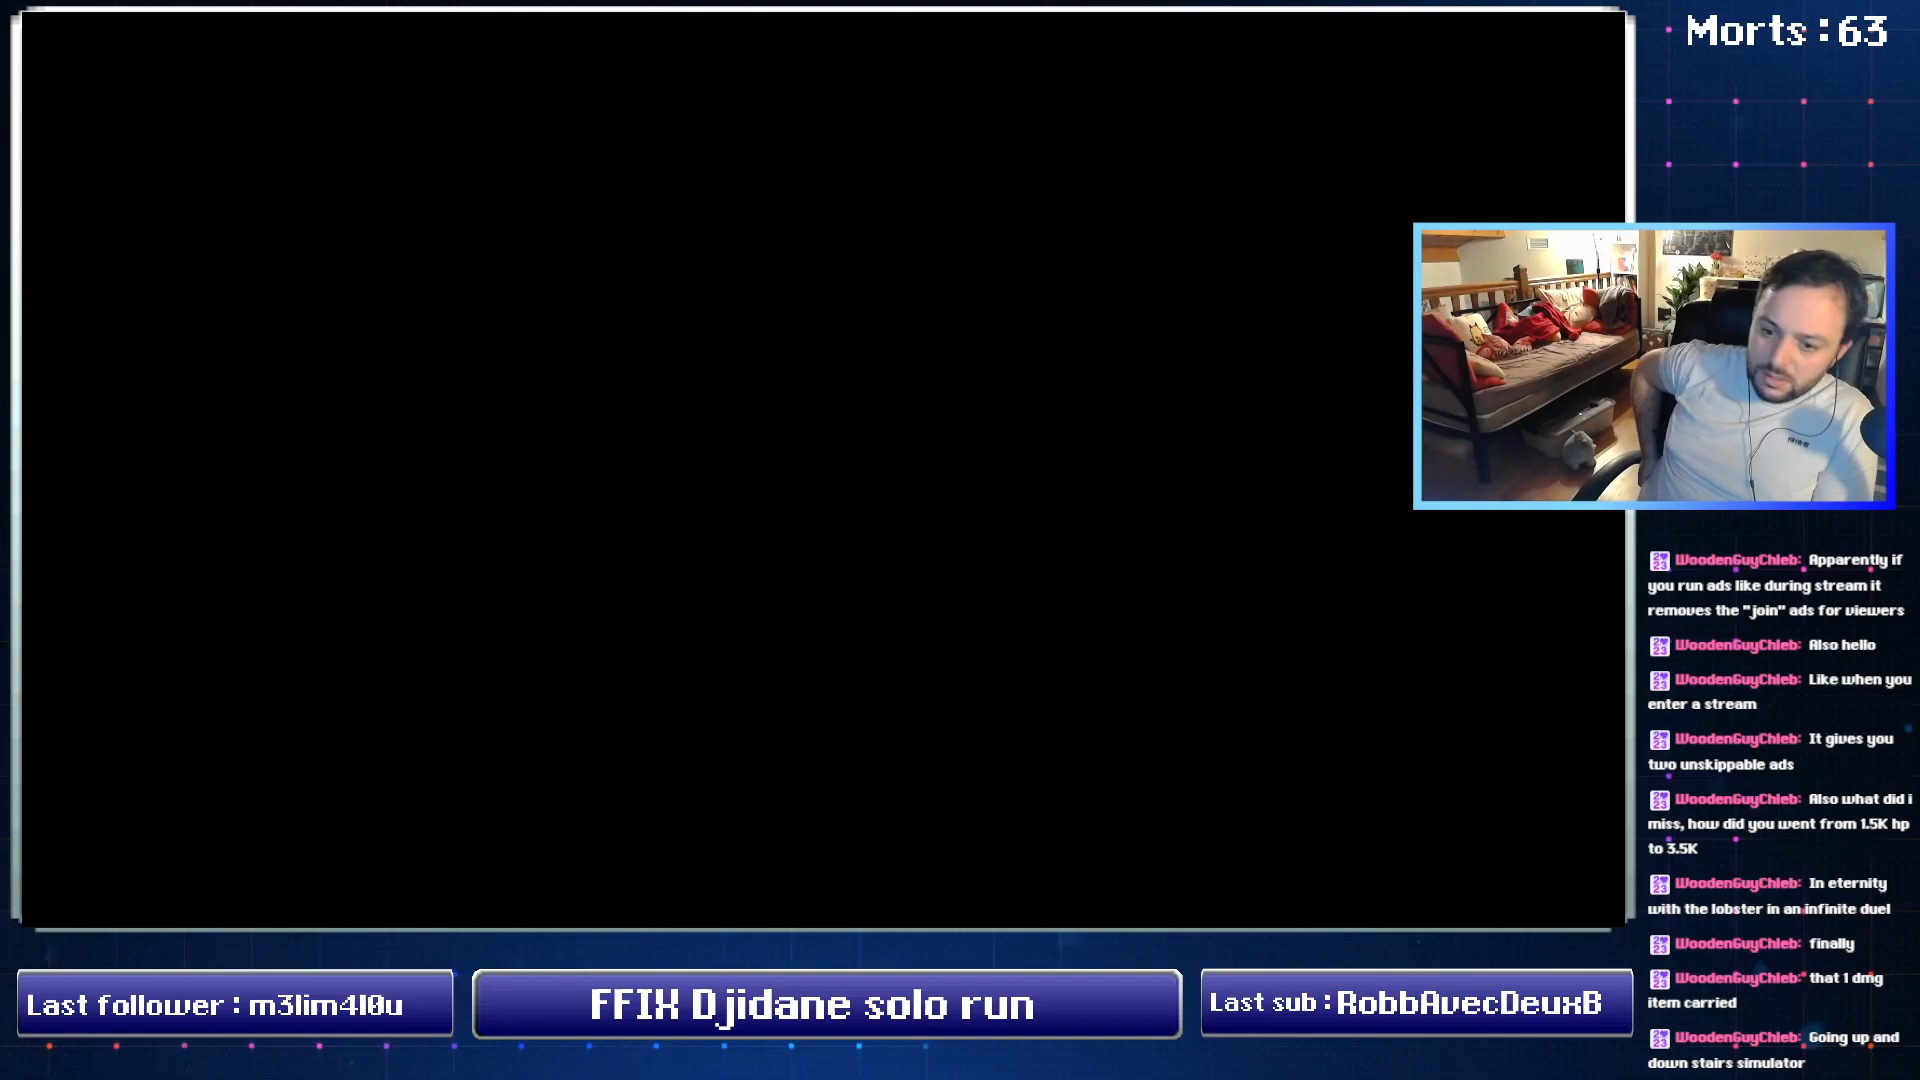 Morts : 63
WoodenGuyChleb: Apparently if
you run ads like during stream it
removes the "join" ads for viewers
WoodenGuyChleb: Also hello
WoodenGuyChleb: Like when you
enter a stream
WoodenGuyChleb: It gives you
two unskippable ads
WoodenGuyChleb: Also what did i
miss, how did you went from 1.5K hp
to 3.5K
WoodenGuyChleb: In eternity
with the lobster in an infinite duel
WoodenGuyChleb: finally
WoodenGuyChleb: that 1 dmg
item carried
WoodenGuyChleb: Going up and
down stairs simulator
Last follower : m3lim4l0u
FFIX Djidane solo run
Last sub : RobbAvecDeuxB